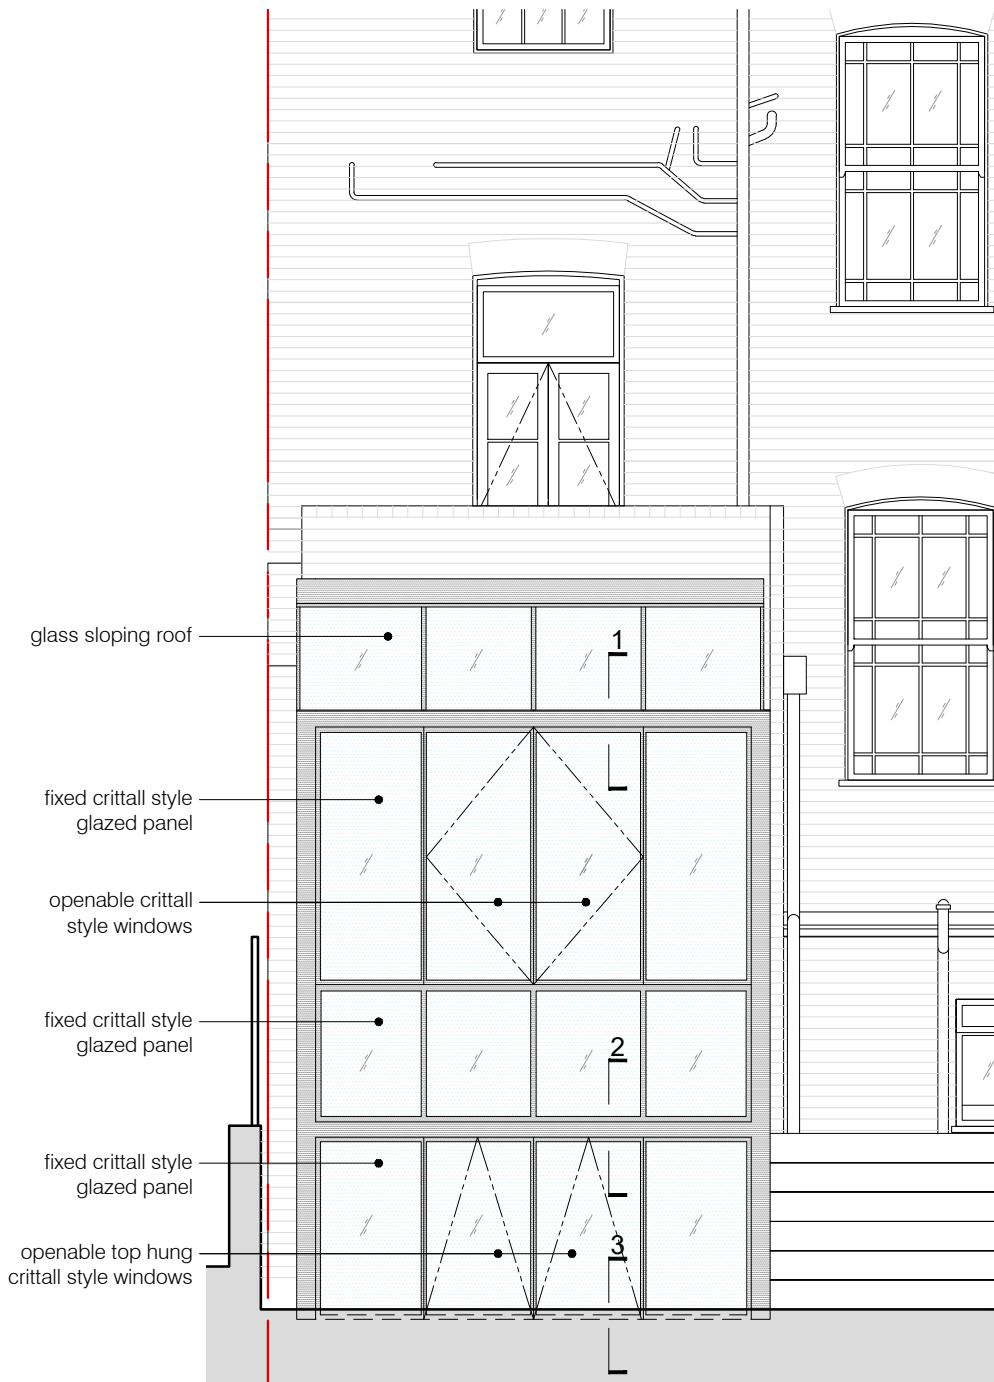 glass sloping roof
1
fixed crittall style
glazed panel
openable crittall
style windows
fixed crittall style
glazed panel
2
fixed crittall style
glazed panel
openable top hung
crittall style windows
3